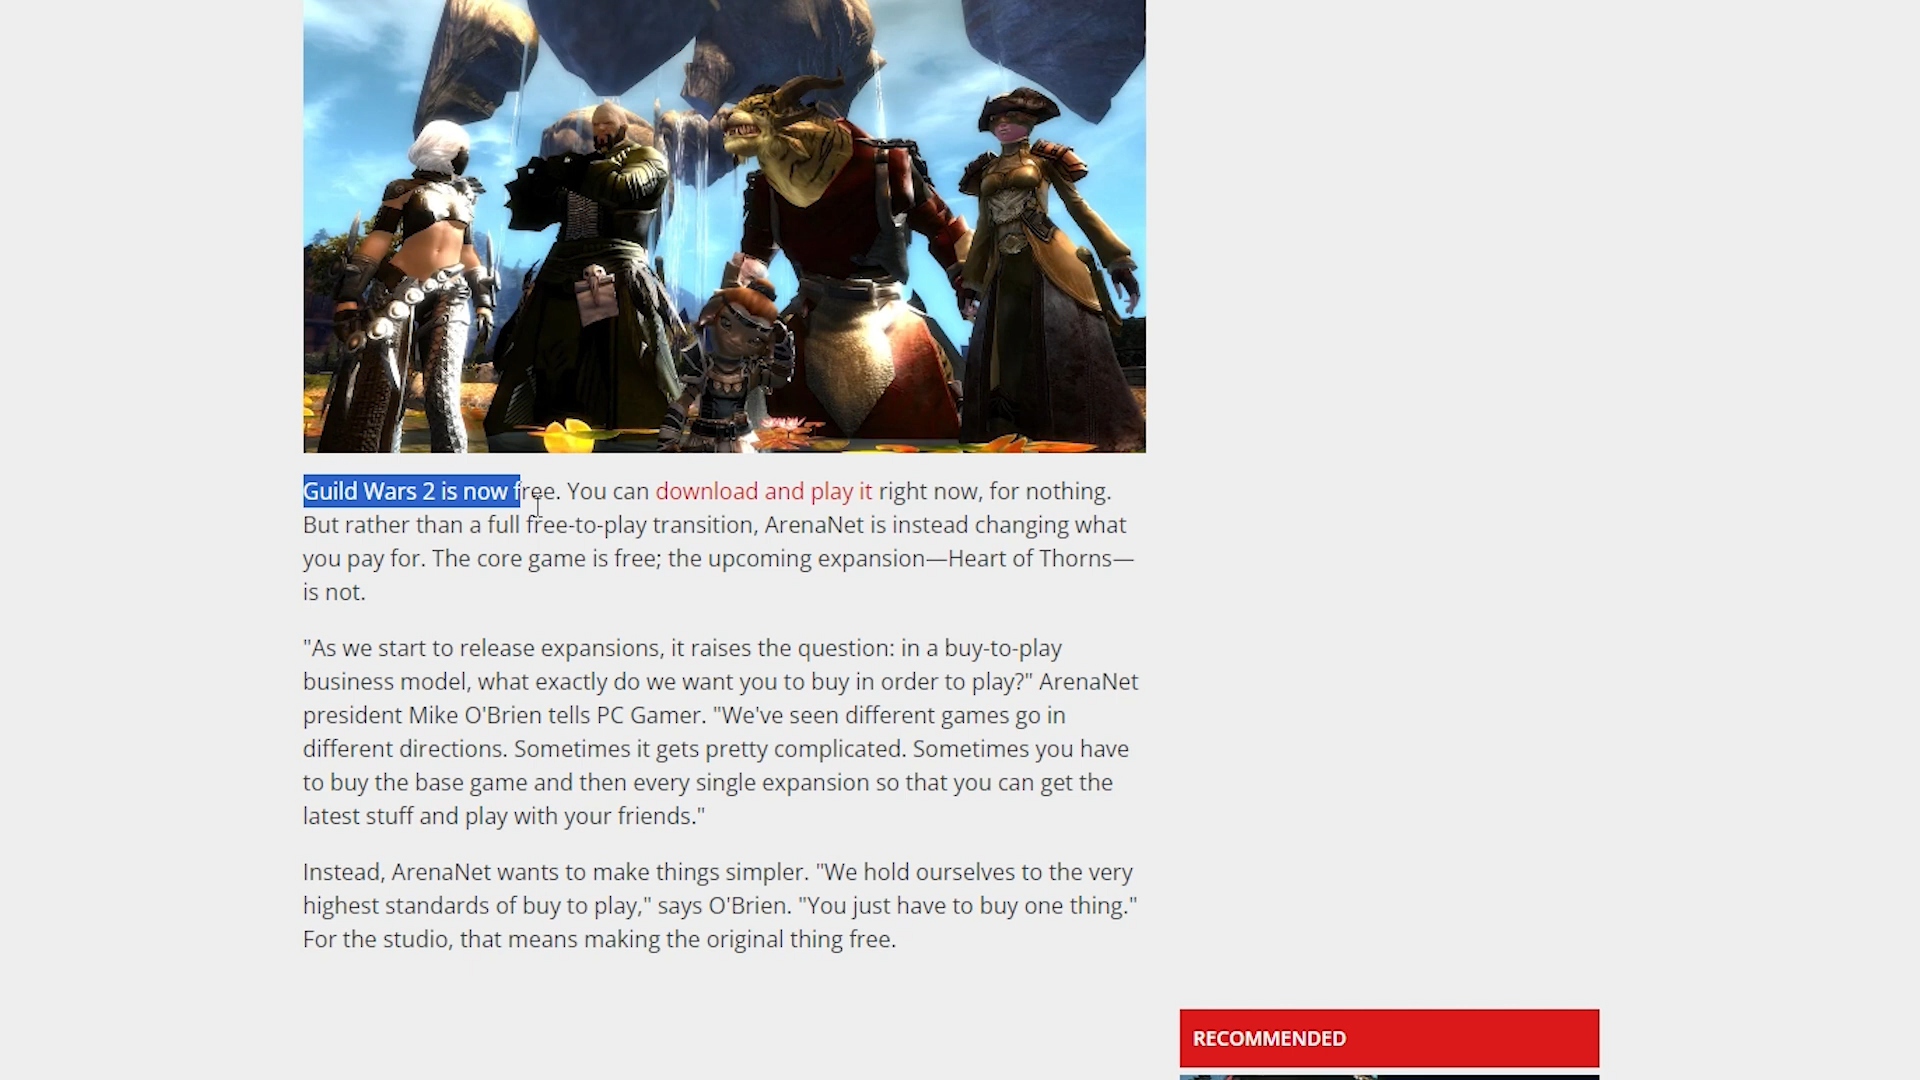 Guild Wars 2 is now free. You can download and play it right now, for nothing.
But rather than a full free-to-play transition, ArenaNet is instead changing what
you pay for. The core game is free; the upcoming expansion—Heart of Thorns—
is not.
"As we start to release expansions, it raises the question: in a buy-to-play
business model, what exactly do we want you to buy in order to play?" ArenaNet
president Mike O'Brien tells PC Gamer. "We've seen different games go in
different directions. Sometimes it gets pretty complicated. Sometimes you have
to buy the base game and then every single expansion so that you can get the
latest stuff and play with your friends."
Instead, ArenaNet wants to make things simpler. "We hold ourselves to the very
highest standards of buy to play," says O'Brien. "You just have to buy one thing."
For the studio, that means making the original thing free.
RECOMMENDED